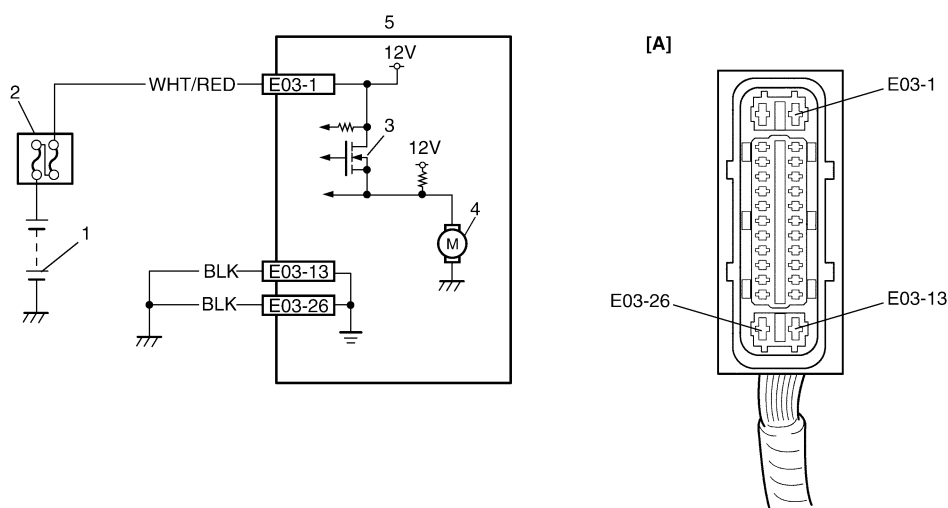 5
[A]
12V
WHT/RED
E03-1
E03-1
2
3
12V
4
1
M
BLK
E03-13
BLK
E03-26
E03-26
E03-13